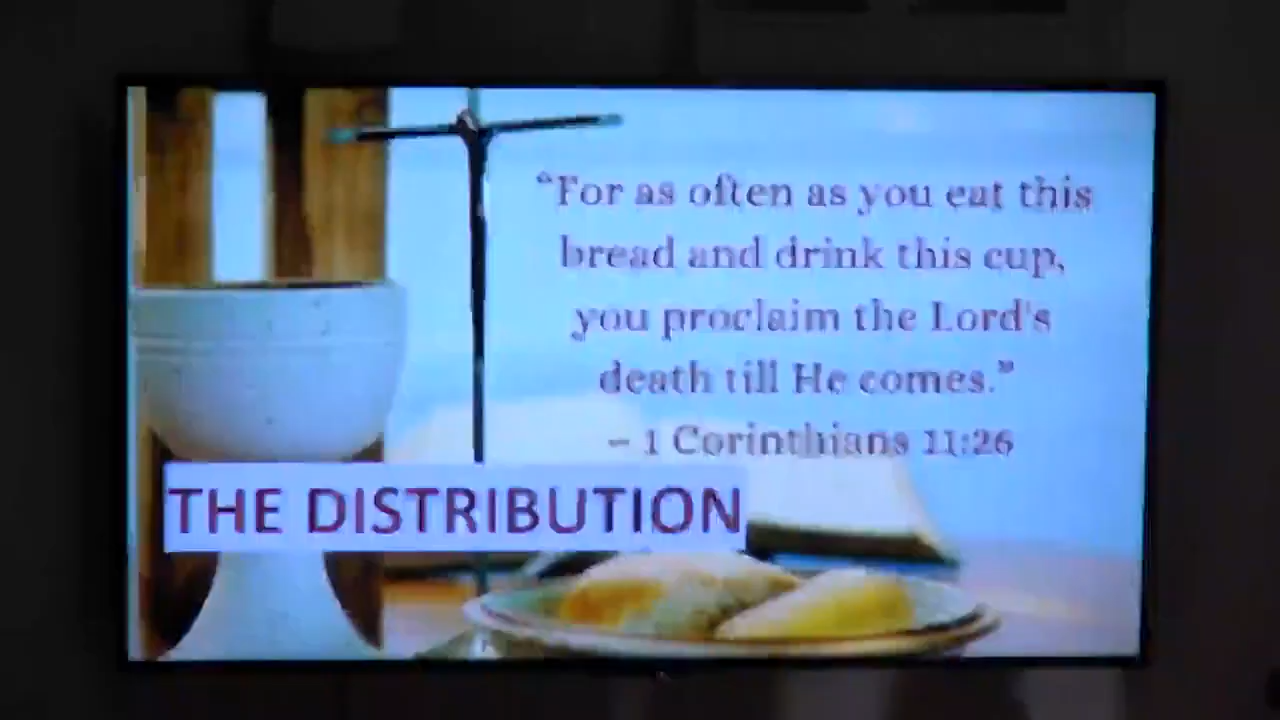 “For as often as you eat this
bread and drink this cup,
you proclaim the Lord's
death till He comes.”
– 1 Corinthians 11:26
THE DISTRIBUTION